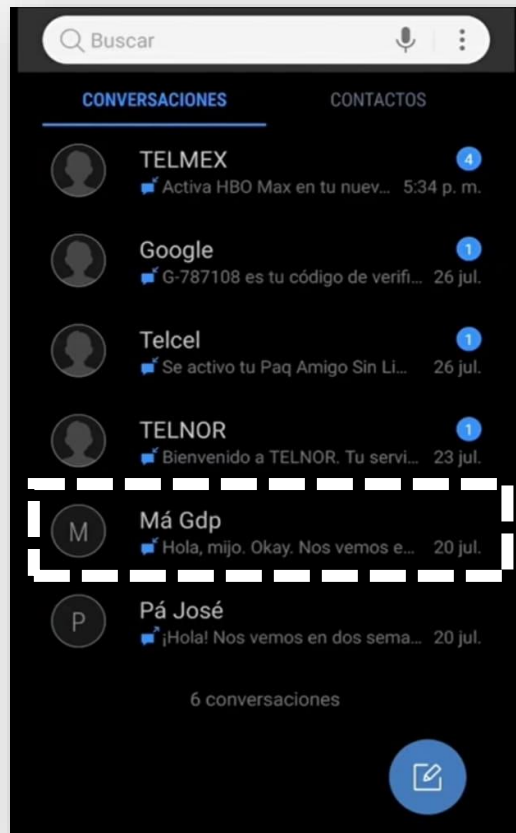 Buscar
CONVERSACIONES CONTACTOS
TELMEX 4
Activa HBO Max en tu nuev... 5:34 p. m.
Google 1
G-787108 es tu código de verifi... 26 jul.
Telcel 1
Se activo tu Paq Amigo Sin Li... 26 jul.
TELNOR 1
Bienvenido a TELNOR. Tu servi... 23 jul.
M Má Gdp
Hola, mijo. Okay. Nos vemos e... 20 jul.
P Pá José
¡Hola! Nos vemos en dos sema... 20 jul.
6 conversaciones